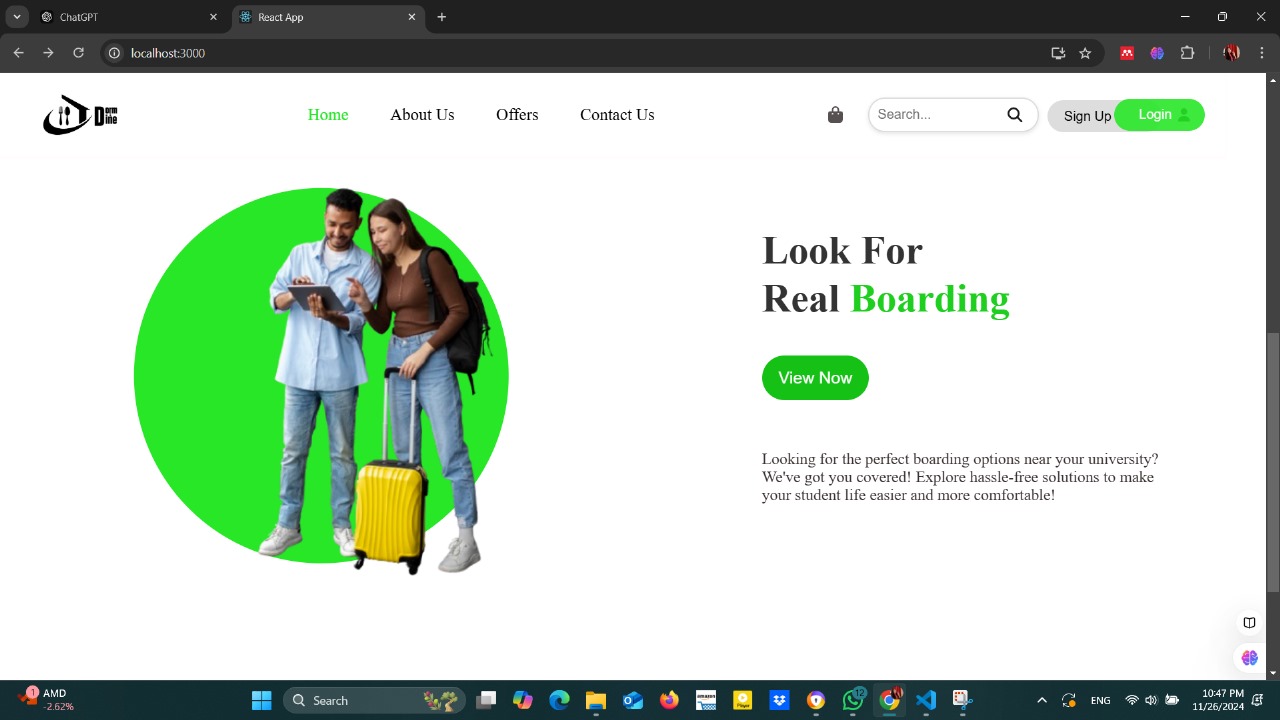 ChatGPT
React App
localhost:3000
Dorm
Dine
Home
About Us
Offers
Contact Us
Search...
Sign Up
Login
Look For
Real Boarding
View Now
Looking for the perfect boarding options near your university?
We've got you covered! Explore hassle-free solutions to make
your student life easier and more comfortable!
1
AMD
-2.62%
Search
amazon
Player
12
ENG
10:47 PM
11/26/2024